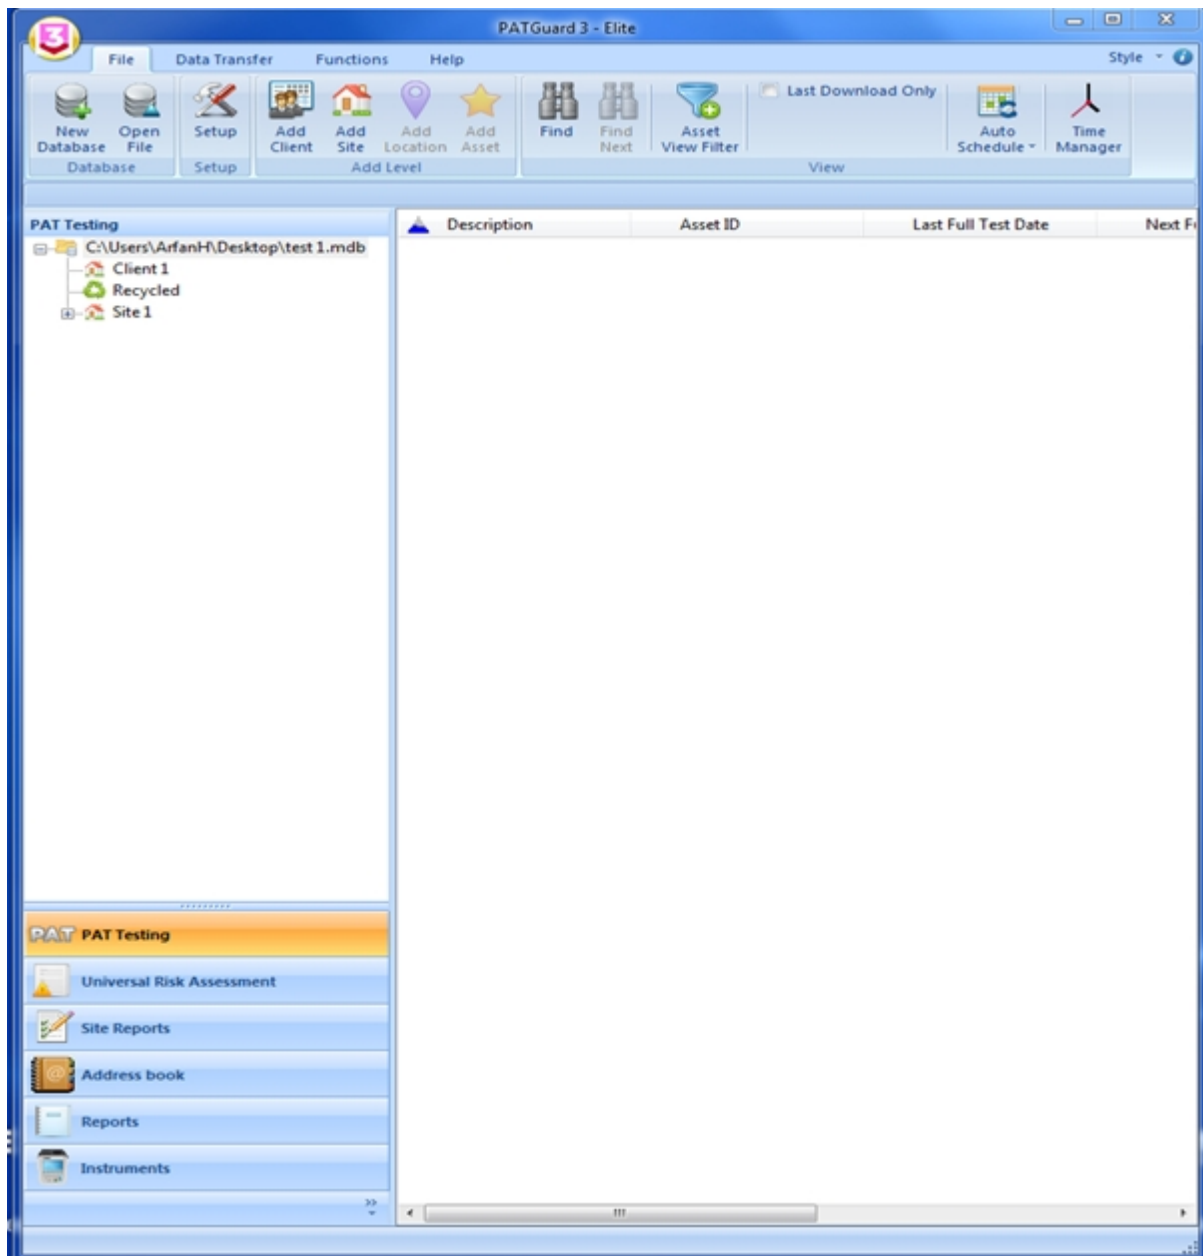 PATGuard 3 - Elite
3
File Data Transfer Functions Help Style
New Database
Open File
Setup
Add Client
Add Site
Add Location
Add Asset
Find
Find Next
Asset View Filter
Last Download Only
Auto Schedule
Time Manager
Database Setup Add Level View
PAT Testing
Description Asset ID Last Full Test Date Next F
C:\Users\ArfanH\Desktop\test 1.mdb
Client 1
Recycled
Site 1
PAT PAT Testing
Universal Risk Assessment
Site Reports
@ Address book
Reports
Instruments